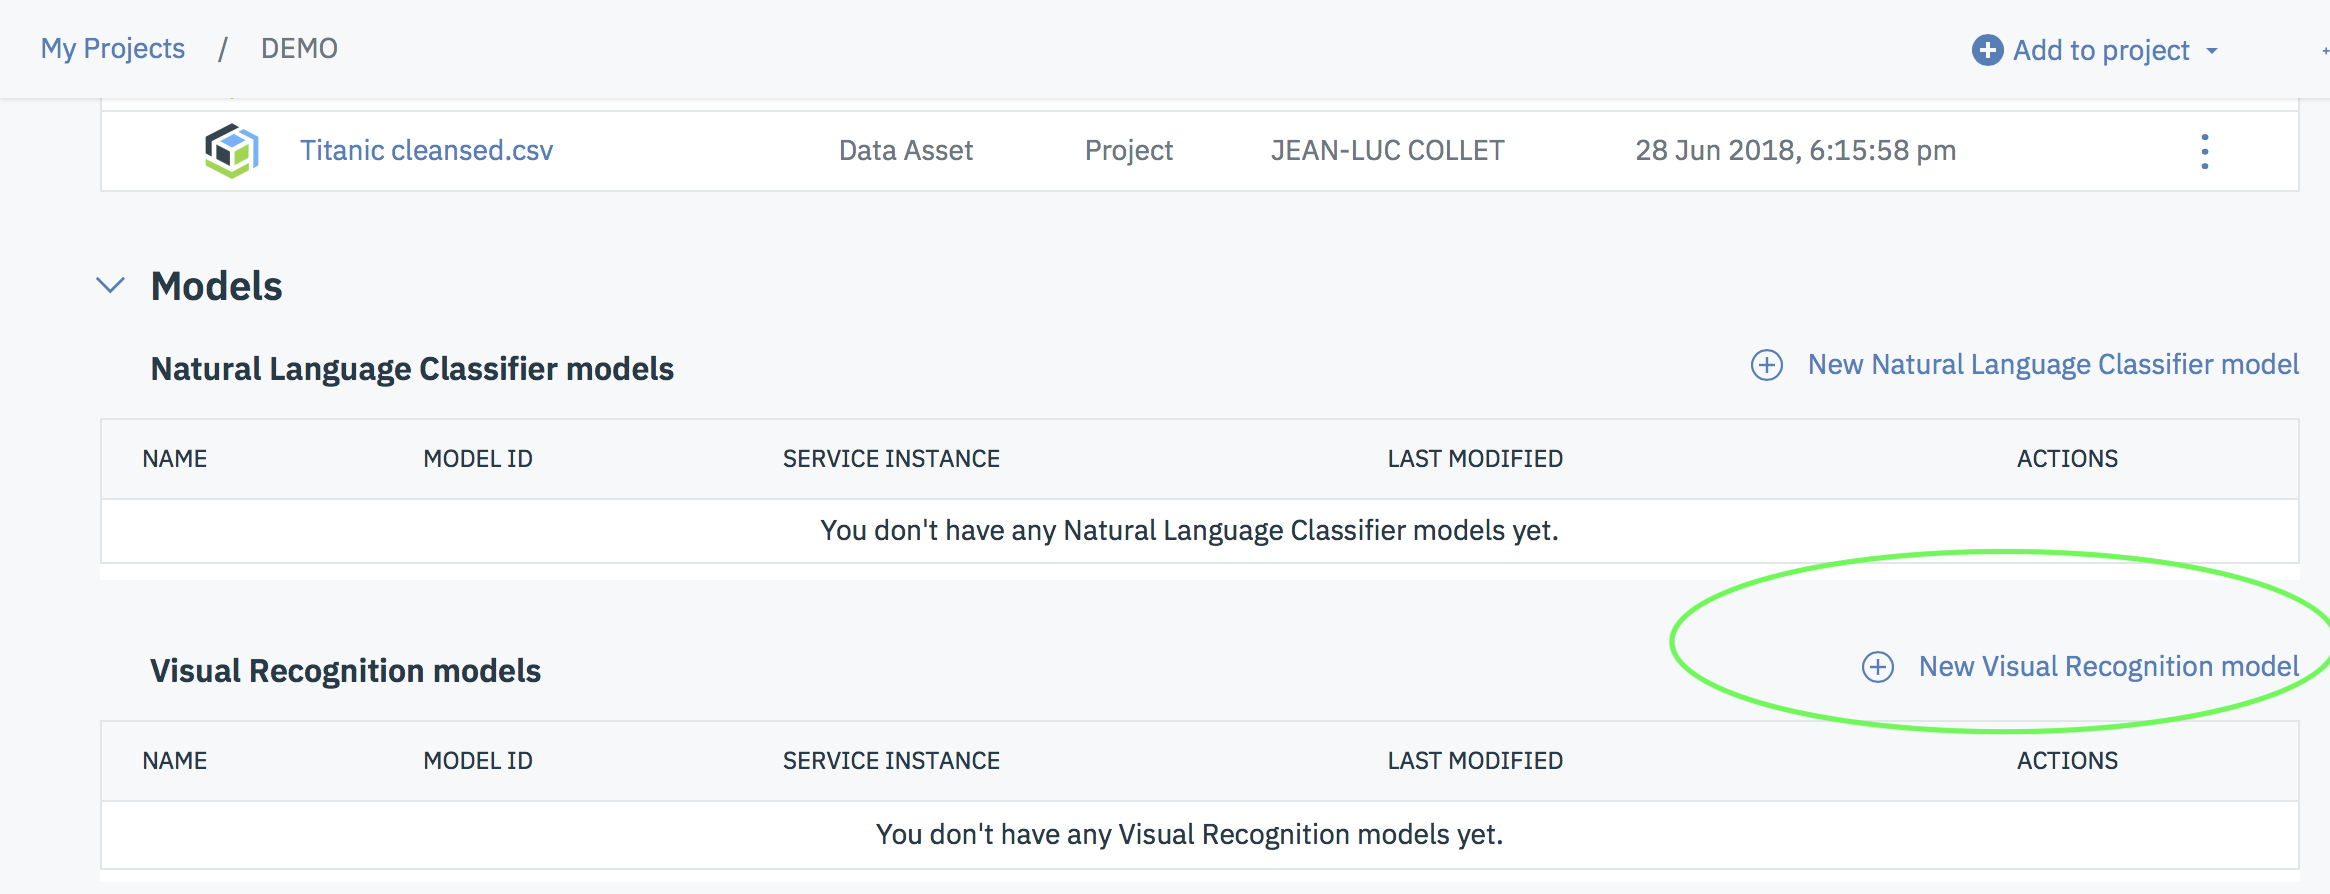 My Projects / DEMO
Add to project
Titanic cleansed.csv Data Asset Project JEAN-LUC COLLET 28 Jun 2018, 6:15:58 pm
Models
Natural Language Classifier models New Natural Language Classifier model
NAME MODEL ID SERVICE INSTANCE LAST MODIFIED ACTIONS
You don't have any Natural Language Classifier models yet.
Visual Recognition models New Visual Recognition model
NAME MODEL ID SERVICE INSTANCE LAST MODIFIED ACTIONS
You don't have any Visual Recognition models yet.